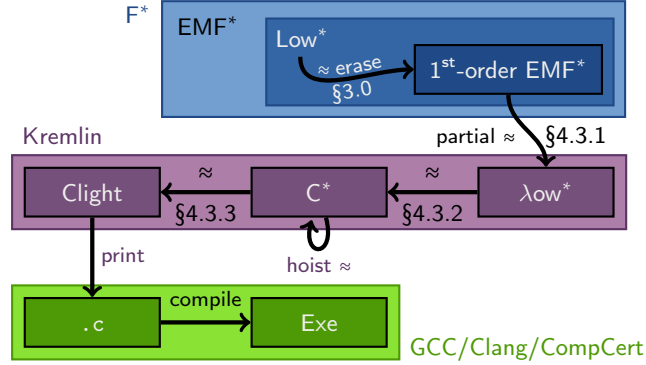 F*
EMF*
Low*
≈ erase
§3.0
1st-order EMF*
partial ≈
§4.3.1
Kremlin
Clight
≈
§4.3.3
C*
≈
§4.3.2
λow*
hoist ≈
print
.c
compile
Exe
GCC/Clang/CompCert